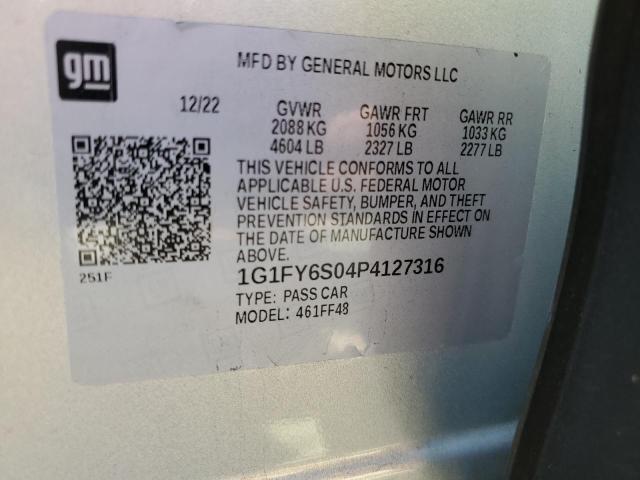 gm
MFD BY GENERAL MOTORS LLC
12/22 GVWR GAWR FRT GAWR RR
2088 KG 1056 KG 1033 KG
4604 LB 2327 LB 2277 LB
THIS VEHICLE CONFORMS TO ALL
APPLICABLE U.S. FEDERAL MOTOR
VEHICLE SAFETY, BUMPER, AND THEFT
PREVENTION STANDARDS IN EFFECT ON
THE DATE OF MANUFACTURE SHOWN
ABOVE.
251F
1G1FY6S04P4127316
TYPE: PASS CAR
MODEL: 461FF48